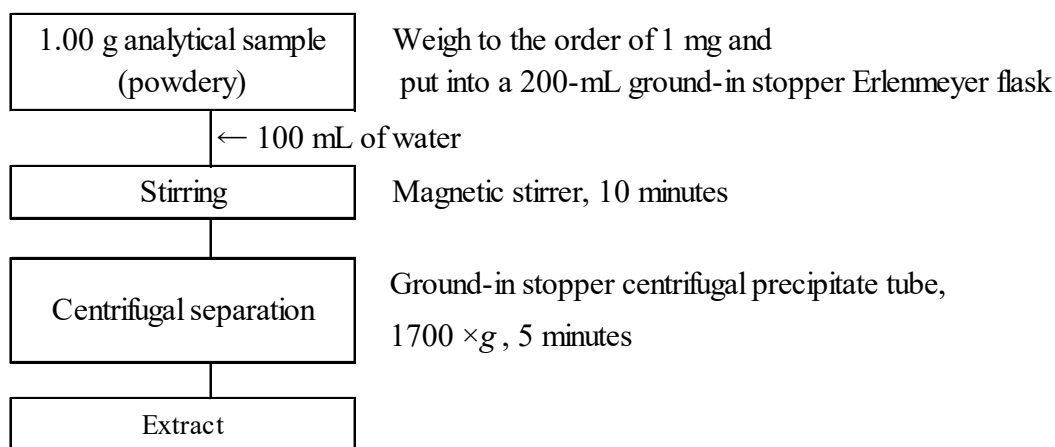 1.00 g analytical sample
(powdery)
Weigh to the order of 1 mg and
put into a 200-mL ground-in stopper Erlenmeyer flask
← 100 mL of water
Stirring
Magnetic stirrer, 10 minutes
Centrifugal separation
Ground-in stopper centrifugal precipitate tube,
1700 ×g , 5 minutes
Extract